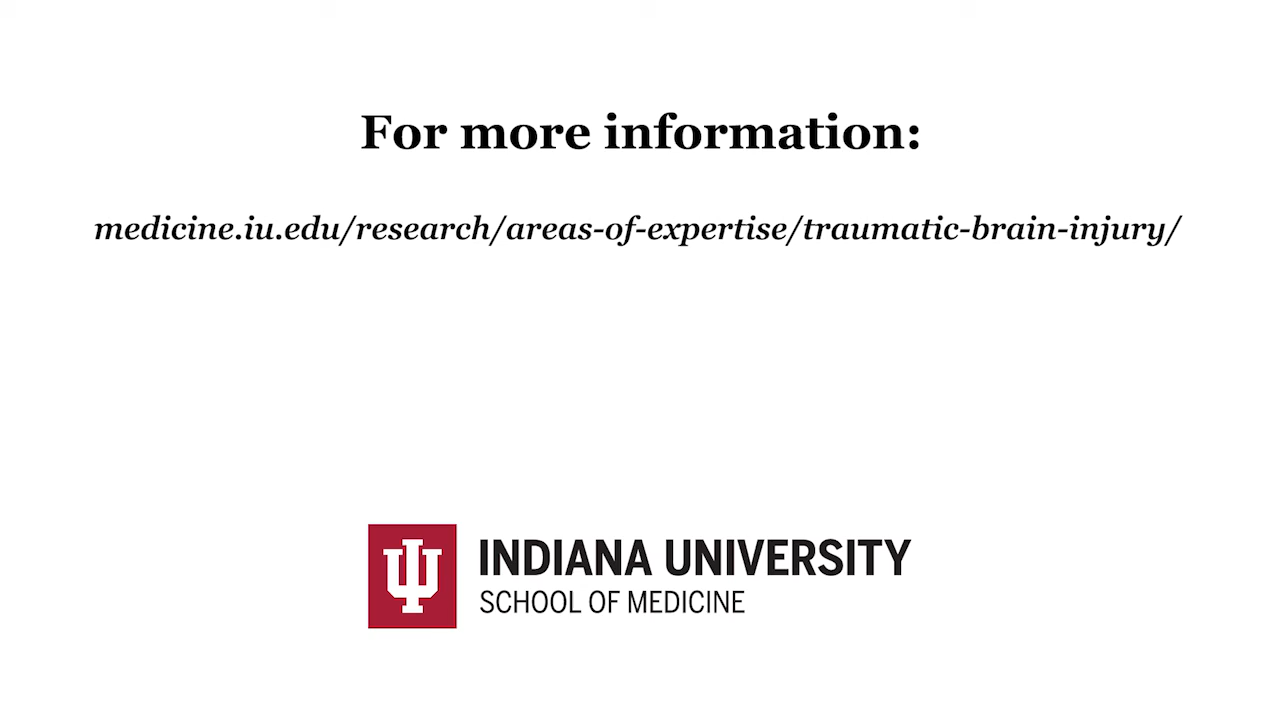 For more information:
medicine.iu.edu/research/areas-of-expertise/traumatic-brain-injury/
INDIANA UNIVERSITY
SCHOOL OF MEDICINE